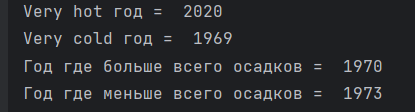 Very hot год =  2020
Very cold год =  1969
Год где больше всего осадков =  1970
Год где меньше всего осадков =  1973